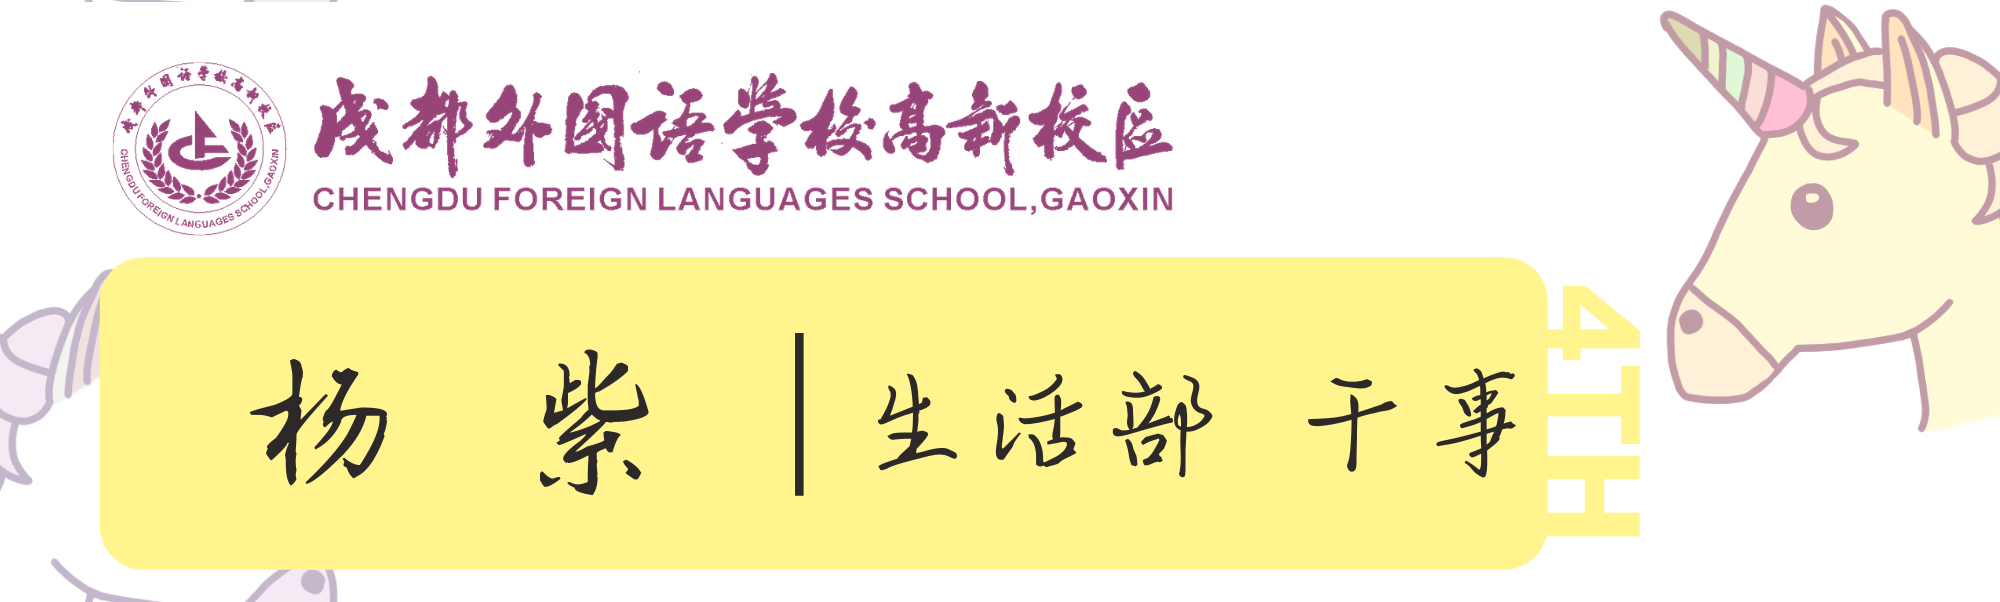 成都外国语学校高新校区
CHENGDU FOREIGN LANGUAGES SCHOOL,GAOXIN
成都外国语学校高新校区
CHENGDU FOREIGN LANGUAGES SCHOOL,GAOXIN
杨 紫 | 生活部 干事
4TH